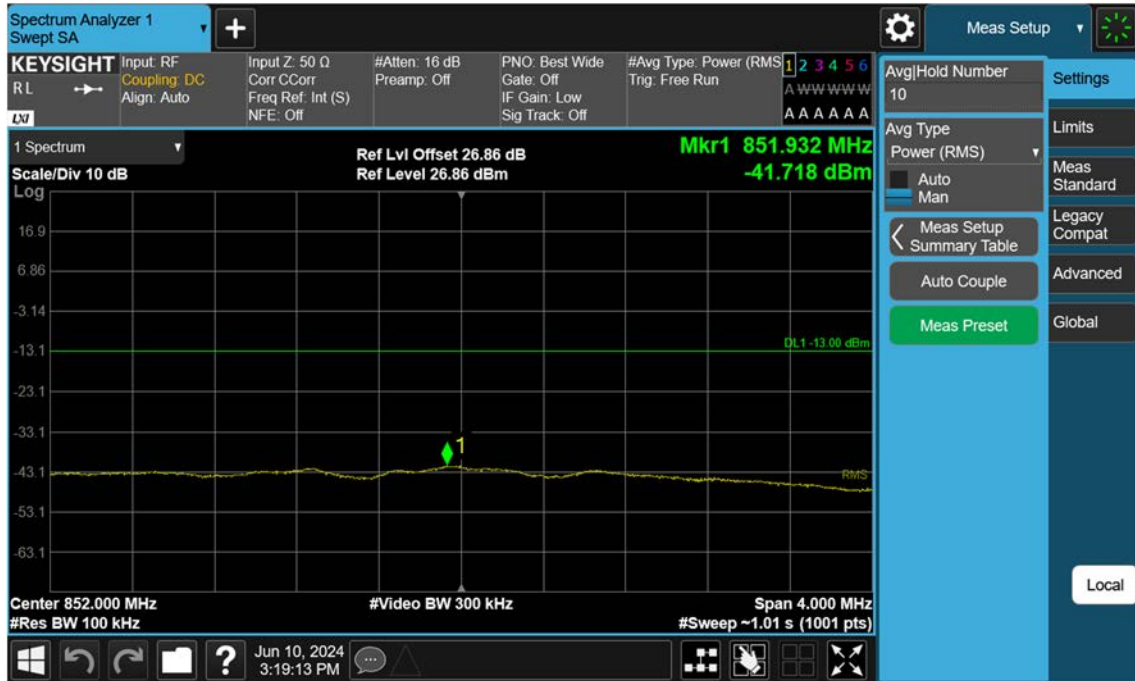 Spectrum Analyzer 1
Swept SA
Meas Setup
KEYSIGHT
R L
LXI
Input: RF
Coupling: DC
Align: Auto
Input Z: 50 Ω
Corr CCorr
Freq Ref: Int (S)
NFE: Off
#Atten: 16 dB
Preamp: Off
PNO: Best Wide
Gate: Off
IF Gain: Low
Sig Track: Off
#Avg Type: Power (RMS)
Trig: Free Run
1 2 3 4 5 6
A W W W W W
A A A A A A
1 Spectrum
Scale/Div 10 dB
Log
Ref Lvl Offset 26.86 dB
Ref Level 26.86 dBm
Mkr1 851.932 MHz
-41.718 dBm
16.9
6.86
-3.14
-13.1
DL1 -13.00 dBm
-23.1
-33.1
1
-43.1
RMS
-53.1
-63.1
Center 852.000 MHz
#Video BW 300 kHz
Span 4.000 MHz
#Res BW 100 kHz
#Sweep ~1.01 s (1001 pts)
?
Jun 10, 2024
3:19:13 PM
Avg|Hold Number
10
Avg Type
Power (RMS)
Auto
Man
Meas Setup
Summary Table
Auto Couple
Meas Preset
Settings
Limits
Meas
Standard
Legacy
Compat
Advanced
Global
Local